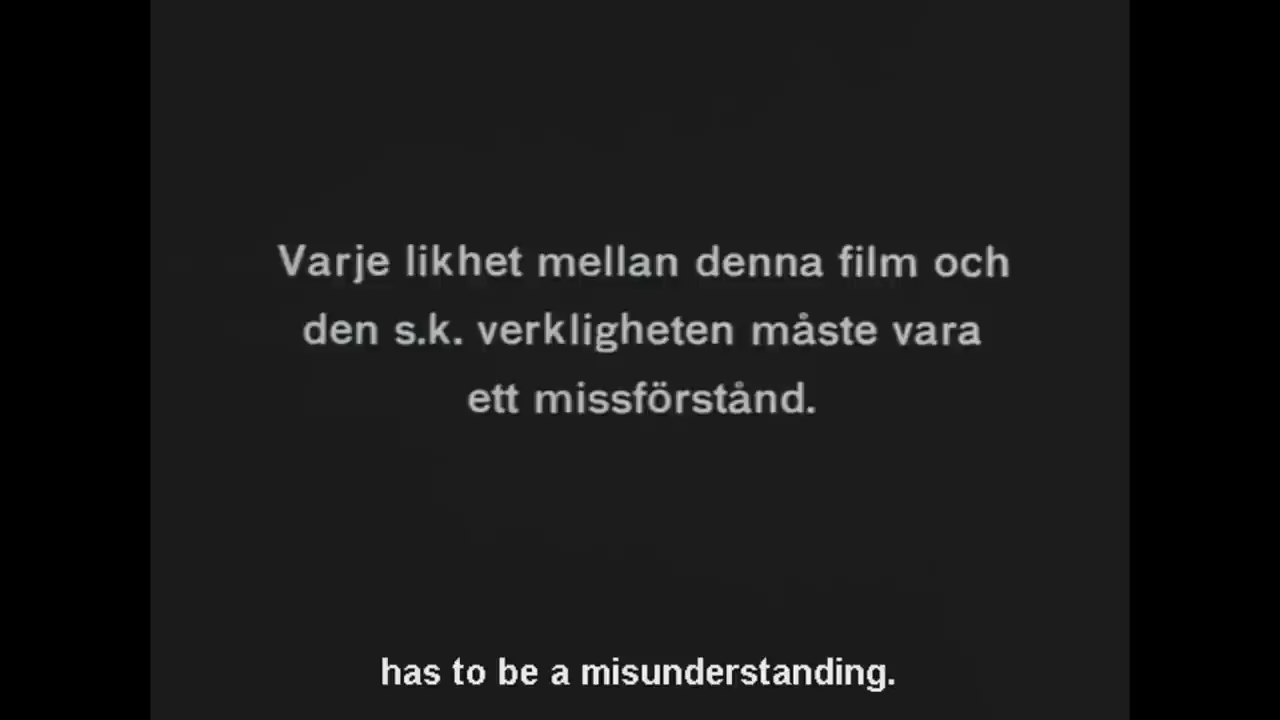 Varje likhet mellan denna film och
den s.k. verkligheten måste vara
ett missförstånd.
has to be a misunderstanding.